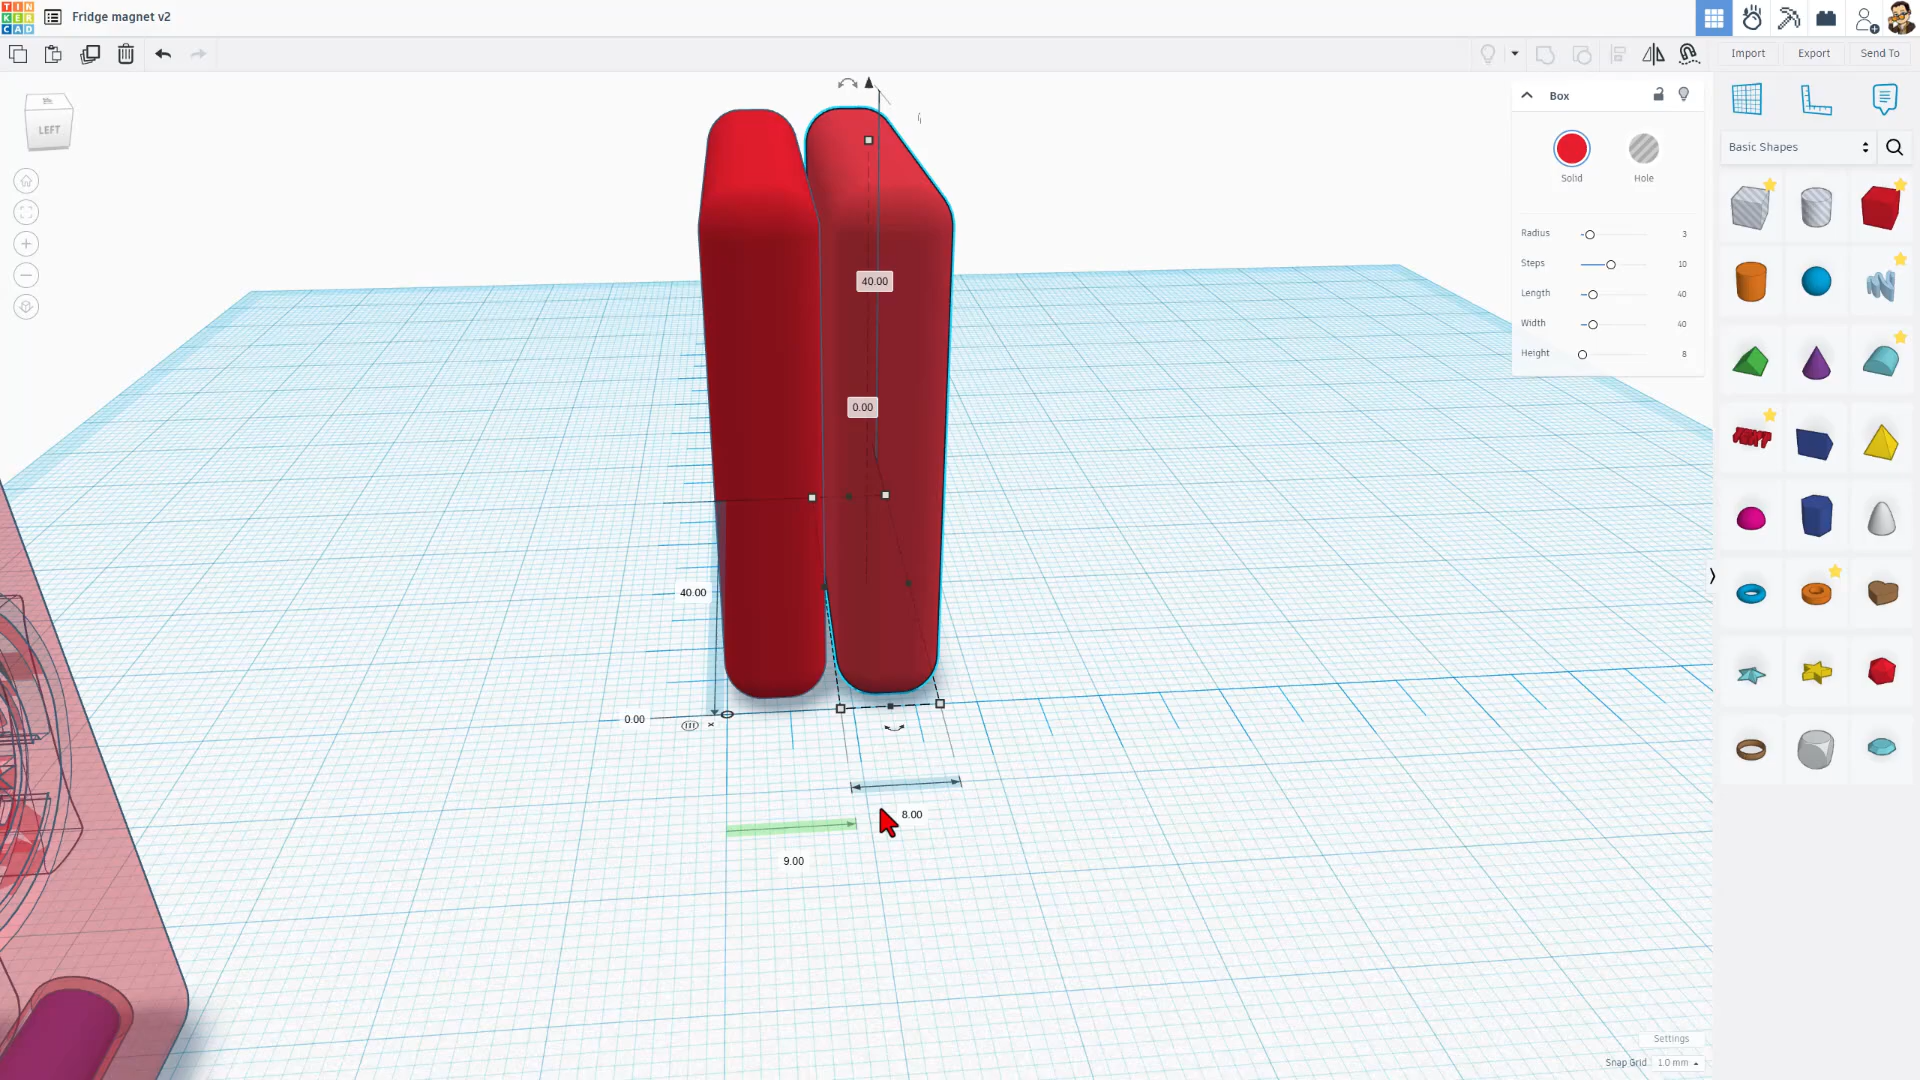 TIN
KER
CAD
Fridge magnet v2
Import
Export
Send To
LEFT
Box
Solid
Hole
Radius 3
Steps 10
Length 40
Width 40
Height 8
Basic Shapes
40.00
0.00
40.00
0.00
8.00
9.00
Settings
Snap Grid 1.0 mm